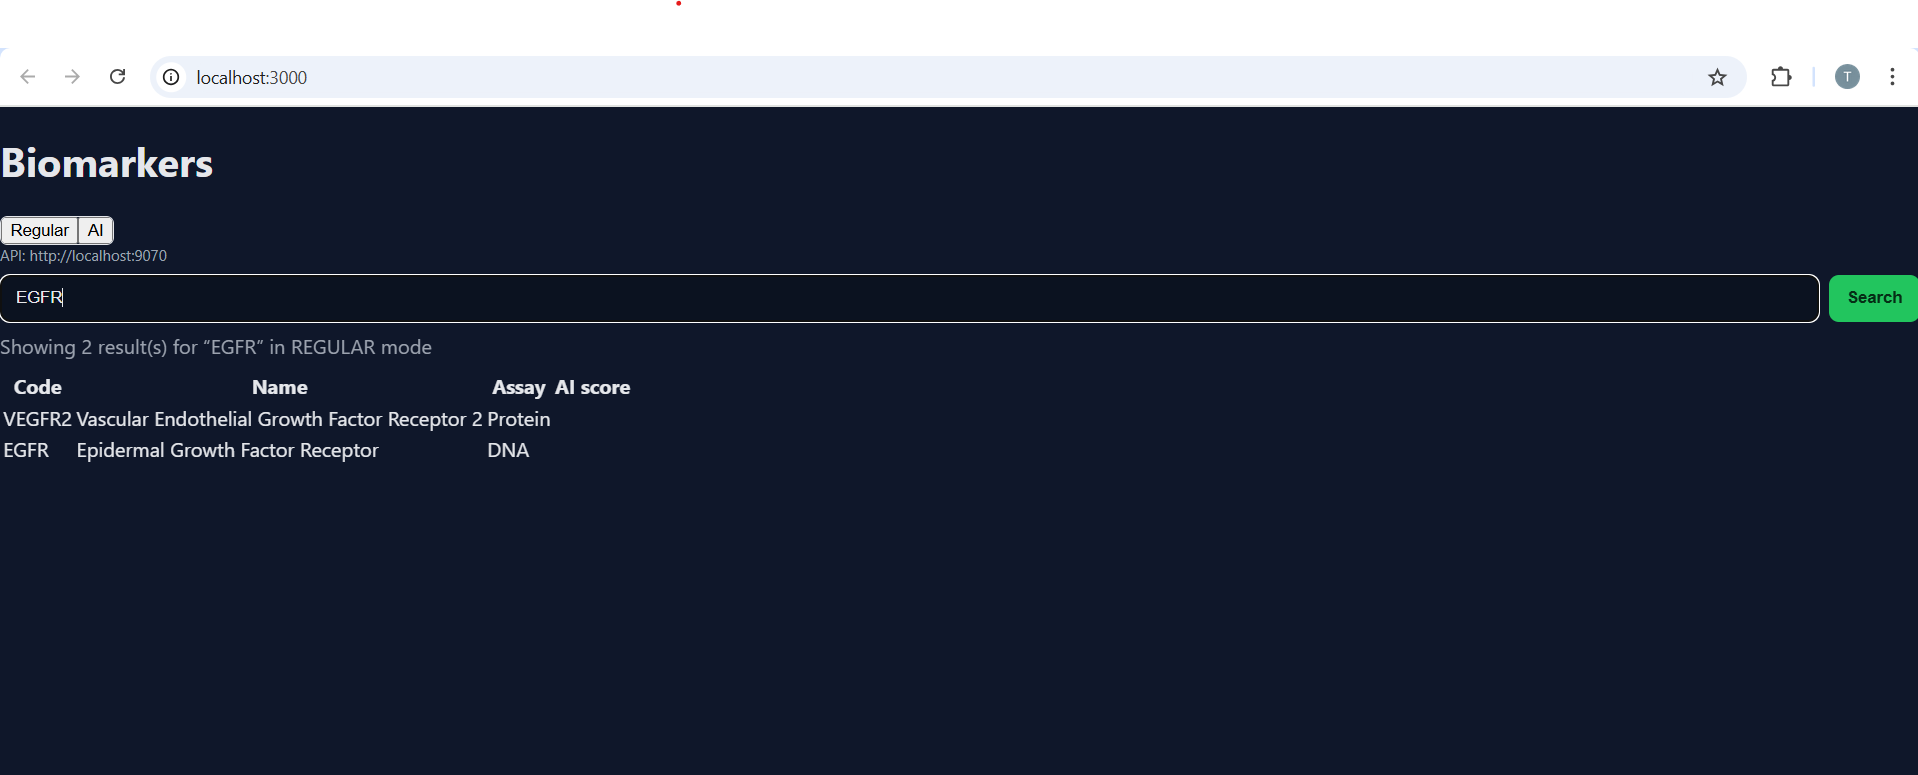 localhost:3000
T
Biomarkers
Regular AI
API: http://localhost:9070
EGFR Search
Showing 2 result(s) for “EGFR” in REGULAR mode
Code Name Assay AI score
VEGFR2 Vascular Endothelial Growth Factor Receptor 2 Protein
EGFR Epidermal Growth Factor Receptor DNA